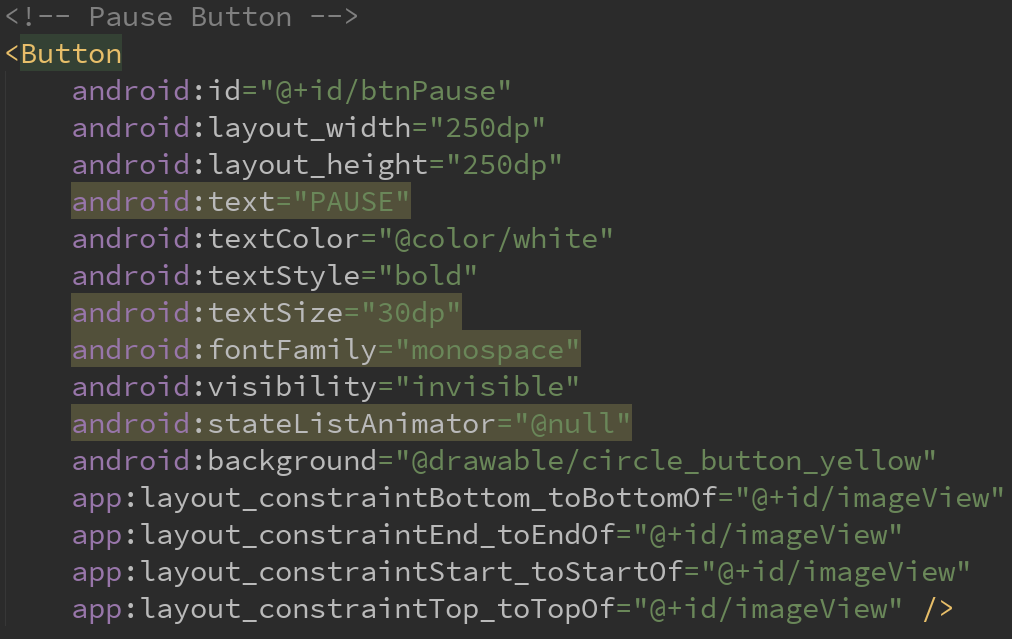 <!-- Pause Button -->
<Button
    android:id="@+id/btnPause"
    android:layout_width="250dp"
    android:layout_height="250dp"
    android:text="PAUSE"
    android:textColor="@color/white"
    android:textStyle="bold"
    android:textSize="30dp"
    android:fontFamily="monospace"
    android:visibility="invisible"
    android:stateListAnimator="@null"
    android:background="@drawable/circle_button_yellow"
    app:layout_constraintBottom_toBottomOf="@+id/imageView"
    app:layout_constraintEnd_toEndOf="@+id/imageView"
    app:layout_constraintStart_toStartOf="@+id/imageView"
    app:layout_constraintTop_toTopOf="@+id/imageView" />